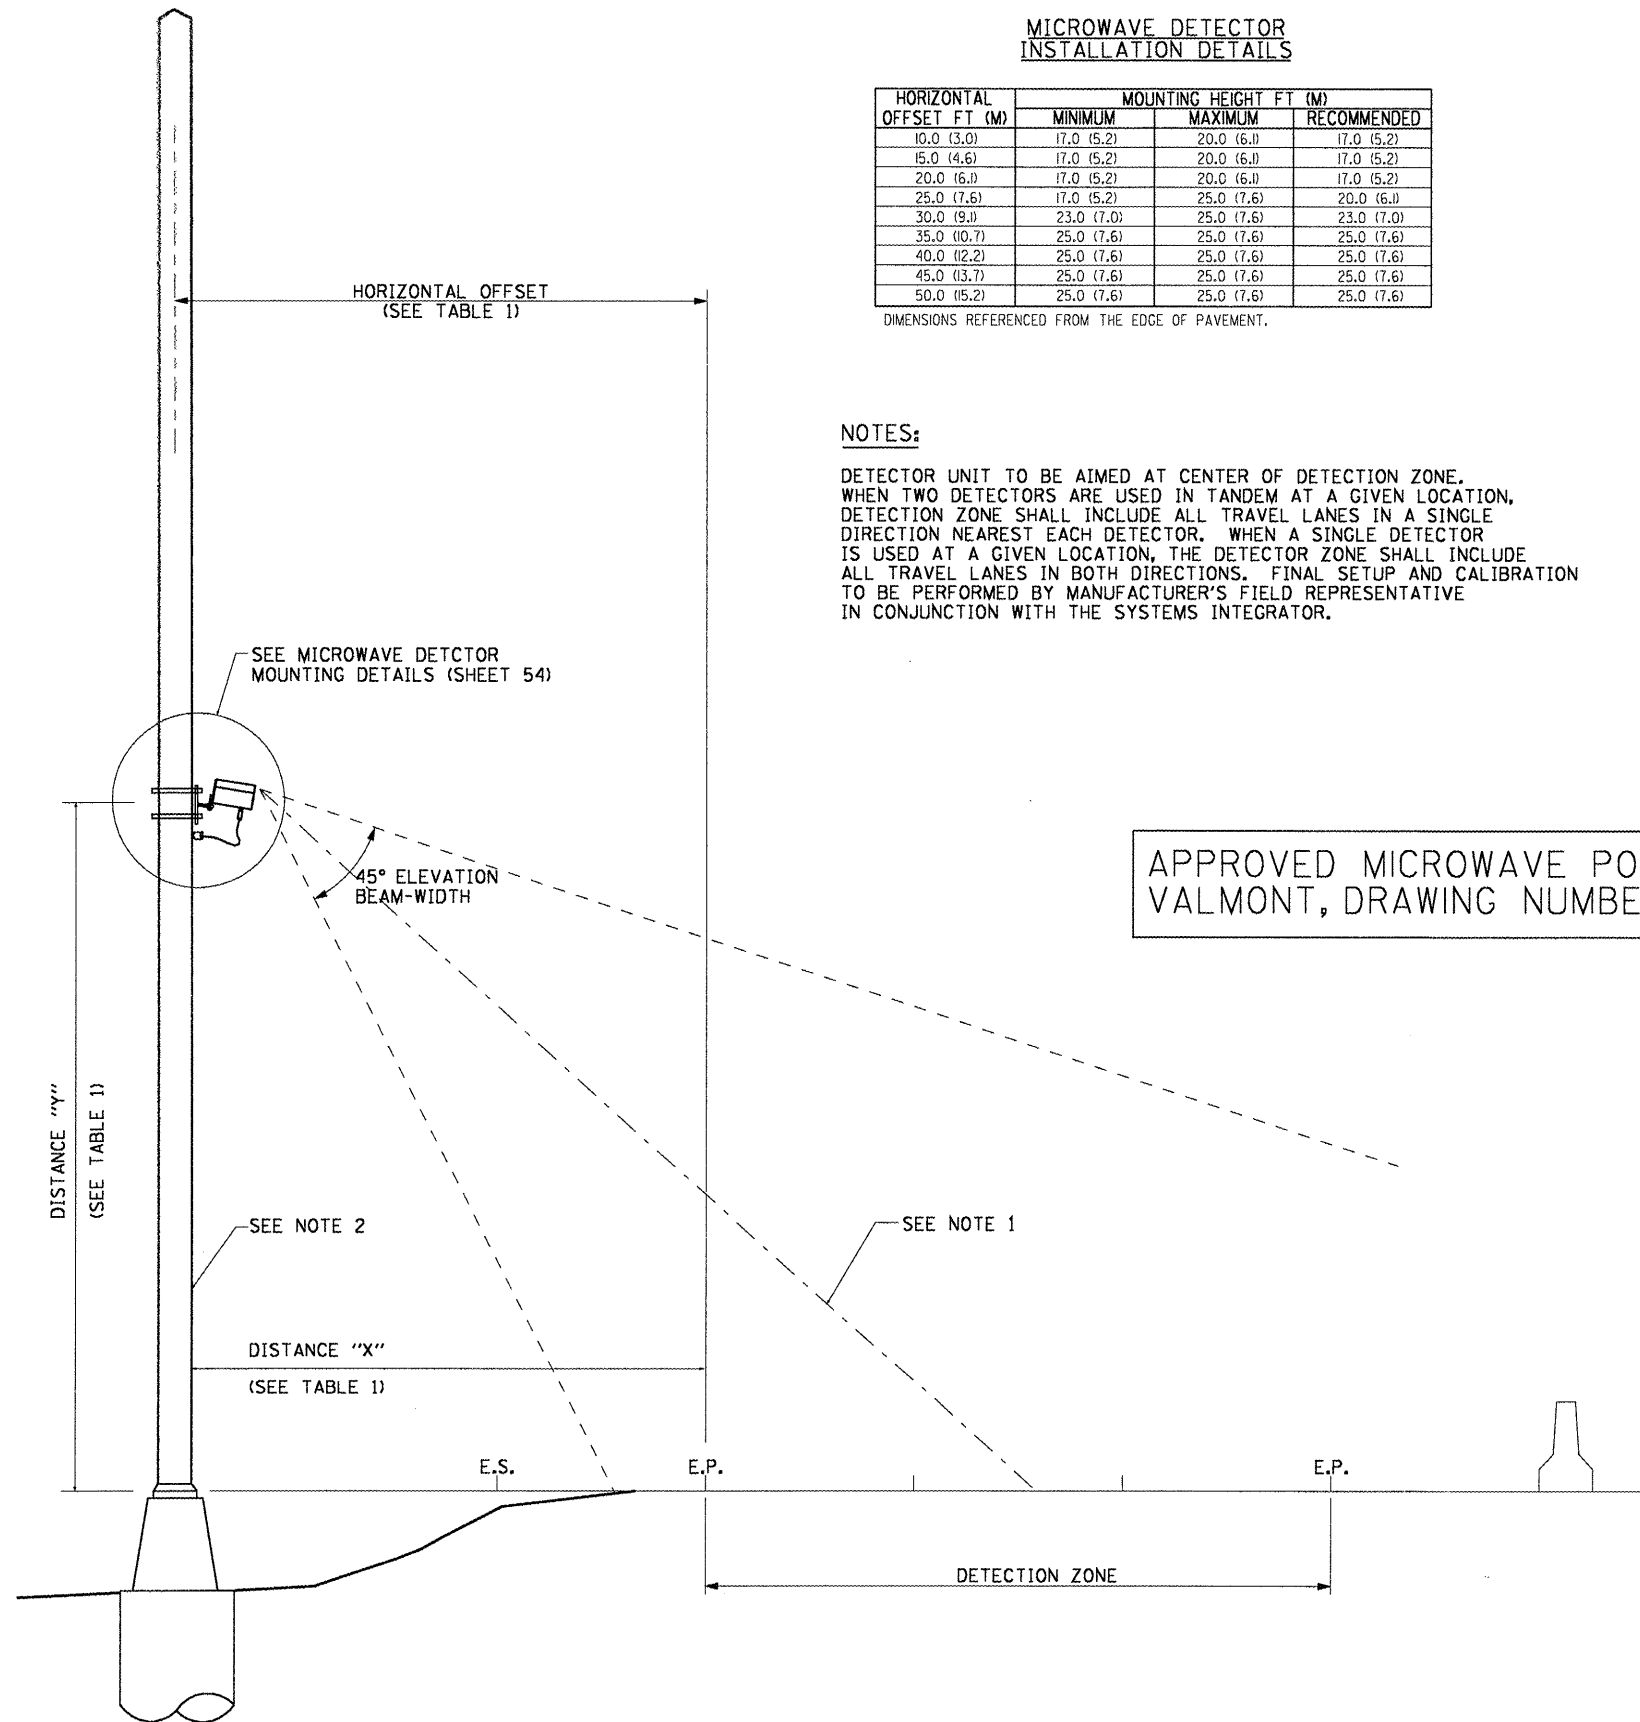 MICROWAVE DETECTOR
INSTALLATION DETAILS
HORIZONTAL OFFSET FT (M) MOUNTING HEIGHT FT (M)
MINIMUM MAXIMUM RECOMMENDED
10.0 (3.0) 17.0 (5.2) 20.0 (6.1) 17.0 (5.2)
15.0 (4.6) 17.0 (5.2) 20.0 (6.1) 17.0 (5.2)
20.0 (6.1) 17.0 (5.2) 20.0 (6.1) 17.0 (5.2)
25.0 (7.6) 17.0 (5.2) 25.0 (7.6) 20.0 (6.1)
30.0 (9.1) 23.0 (7.0) 25.0 (7.6) 23.0 (7.0)
35.0 (10.7) 25.0 (7.6) 25.0 (7.6) 25.0 (7.6)
40.0 (12.2) 25.0 (7.6) 25.0 (7.6) 25.0 (7.6)
45.0 (13.7) 25.0 (7.6) 25.0 (7.6) 25.0 (7.6)
50.0 (15.2) 25.0 (7.6) 25.0 (7.6) 25.0 (7.6)
DIMENSIONS REFERENCED FROM THE EDGE OF PAVEMENT.
HORIZONTAL OFFSET
(SEE TABLE 1)
NOTES:
DETECTOR UNIT TO BE AIMED AT CENTER OF DETECTION ZONE.
WHEN TWO DETECTORS ARE USED IN TANDEM AT A GIVEN LOCATION,
DETECTION ZONE SHALL INCLUDE ALL TRAVEL LANES IN A SINGLE
DIRECTION NEAREST EACH DETECTOR. WHEN A SINGLE DETECTOR
IS USED AT A GIVEN LOCATION, THE DETECTOR ZONE SHALL INCLUDE
ALL TRAVEL LANES IN BOTH DIRECTIONS. FINAL SETUP AND CALIBRATION
TO BE PERFORMED BY MANUFACTURER'S FIELD REPRESENTATIVE
IN CONJUNCTION WITH THE SYSTEMS INTEGRATOR.
SEE MICROWAVE DETCTOR
MOUNTING DETAILS (SHEET 54)
45° ELEVATION
BEAM-WIDTH
APPROVED MICROWAVE PO
VALMONT, DRAWING NUMBE
DISTANCE "Y"
(SEE TABLE 1)
SEE NOTE 2
SEE NOTE 1
DISTANCE "X"
(SEE TABLE 1)
E.S.
E.P.
E.P.
DETECTION ZONE